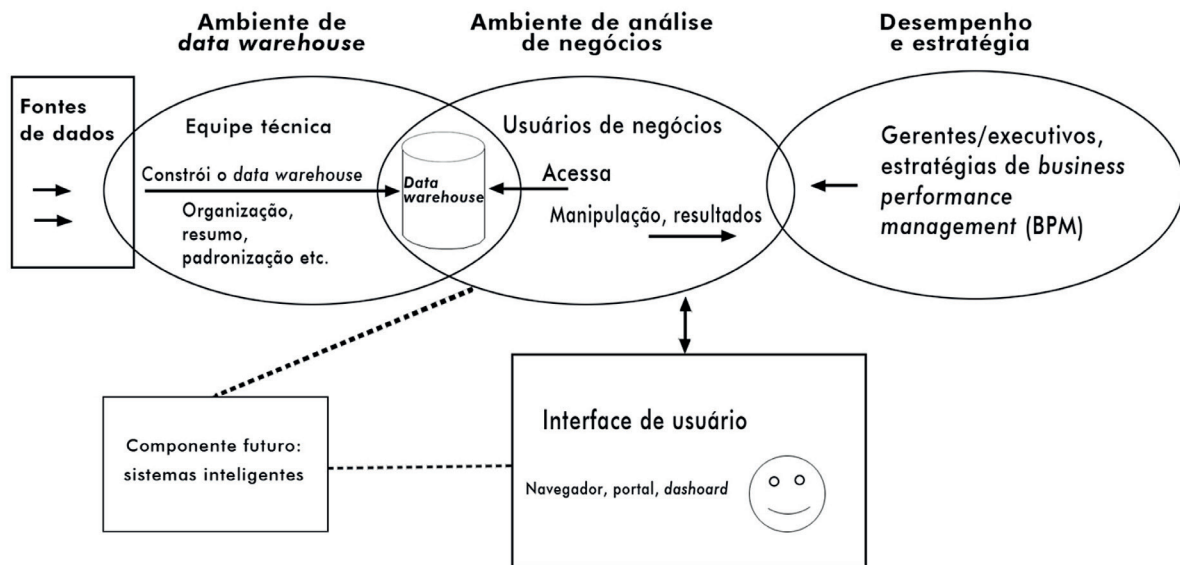 Ambiente de
data warehouse
Ambiente de análise
de negócios
Desempenho
e estratégia
Fontes
de dados
Equipe técnica
Constrói o data warehouse
Organização,
resumo,
padronização etc.
Data
warehouse
Usuários de negócios
Acessa
Manipulação, resultados
Gerentes/executivos,
estratégias de business
performance
management (BPM)
Componente futuro:
sistemas inteligentes
Interface de usuário
Navegador, portal, dashoard